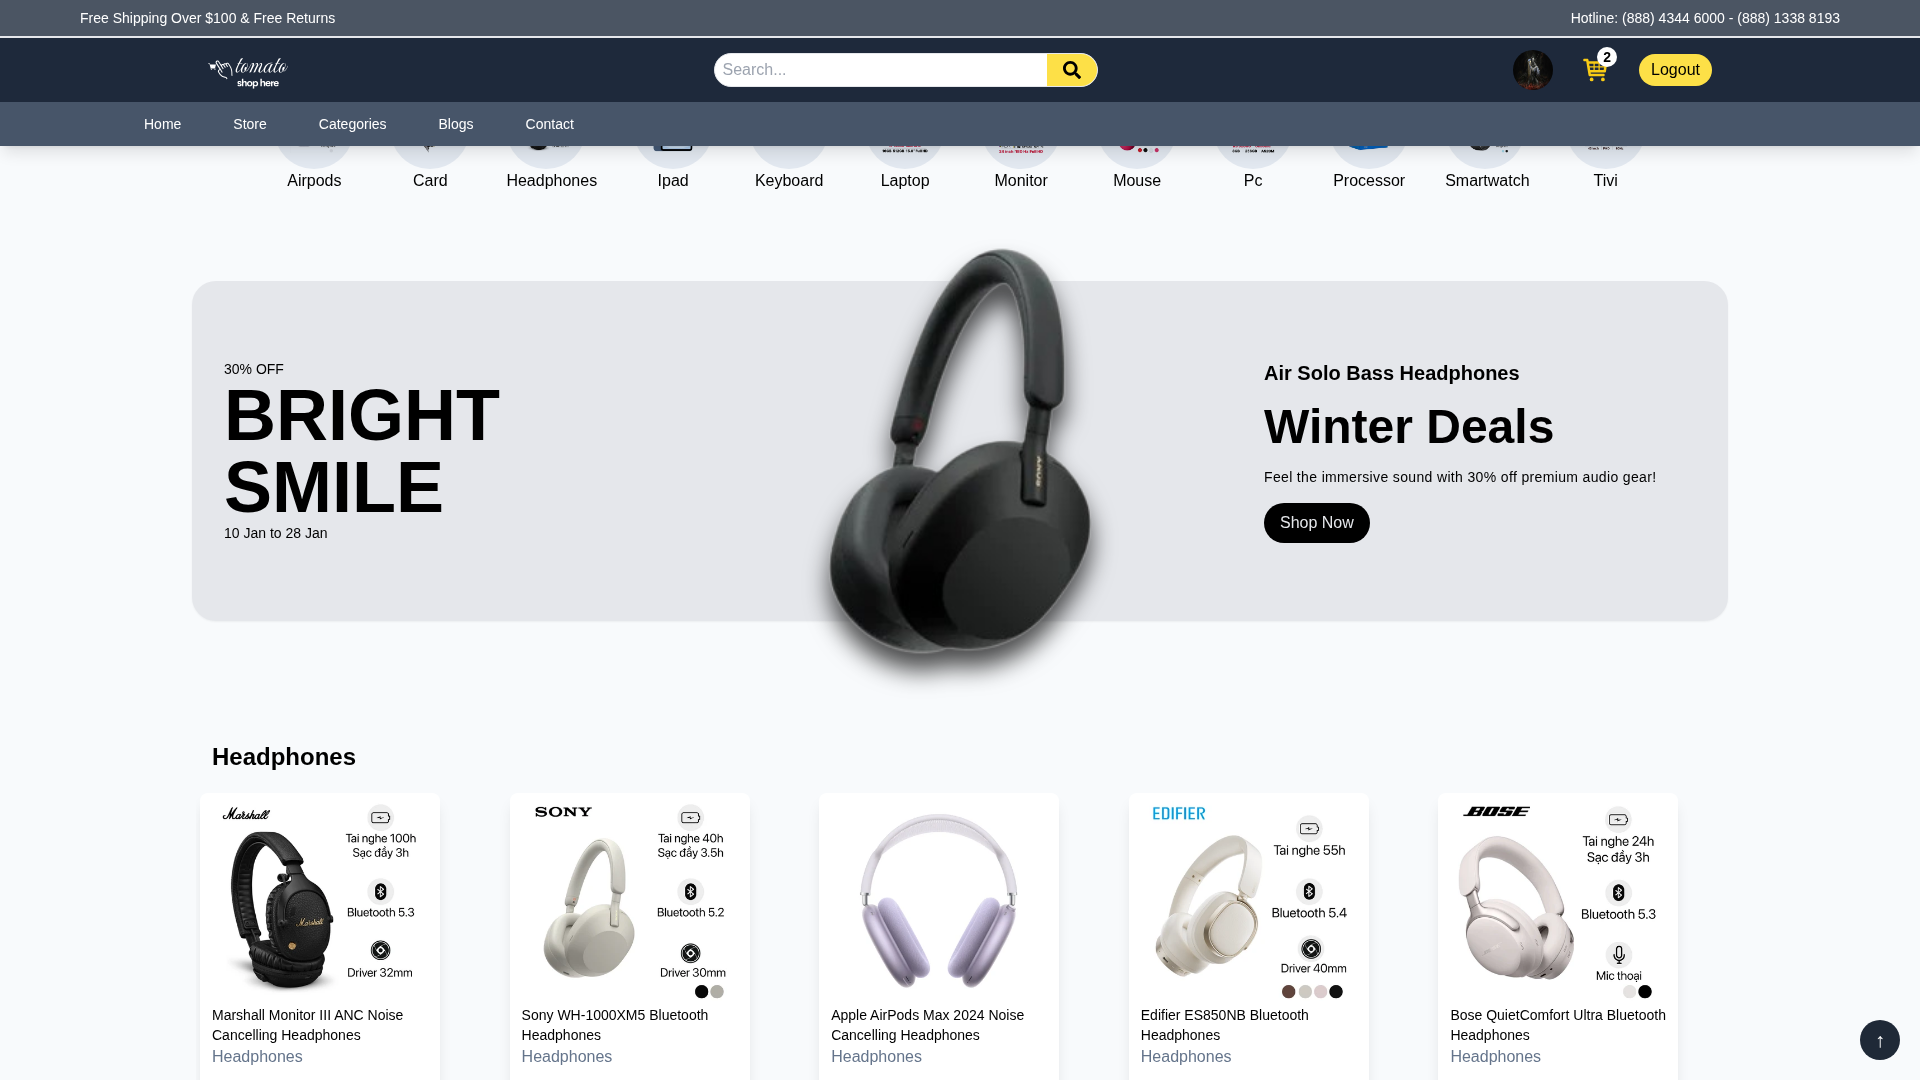 Free Shipping Over $100 & Free Returns
Hotline: (888) 4344 6000 - (888) 1338 8193
tomato
shop here
Search...
2
Logout
Home
Store
Categories
Blogs
Contact
Airpods
Card
Headphones
Ipad
Keyboard
Laptop
Monitor
Mouse
Pc
Processor
Smartwatch
Tivi
30% OFF
BRIGHT
SMILE
10 Jan to 28 Jan
SONY
Air Solo Bass Headphones
Winter Deals
Feel the immersive sound with 30% off premium audio gear!
Shop Now
Headphones
Marshall
Tai nghe 100h
Sạc đầy 3h
Bluetooth 5.3
Marshall
Driver 32mm
Marshall Monitor III ANC Noise
Cancelling Headphones
Headphones
SONY
Tai nghe 40h
Sạc đầy 3.5h
Bluetooth 5.2
Driver 30mm
Sony WH-1000XM5 Bluetooth
Headphones
Headphones
Apple AirPods Max 2024 Noise
Cancelling Headphones
Headphones
EDIFIER
Tai nghe 55h
Bluetooth 5.4
Driver 40mm
Edifier ES850NB Bluetooth
Headphones
Headphones
BOSE
Tai nghe 24h
Sạc đầy 3h
Bluetooth 5.3
Mic thoại
Bose QuietComfort Ultra Bluetooth
Headphones
Headphones
↑